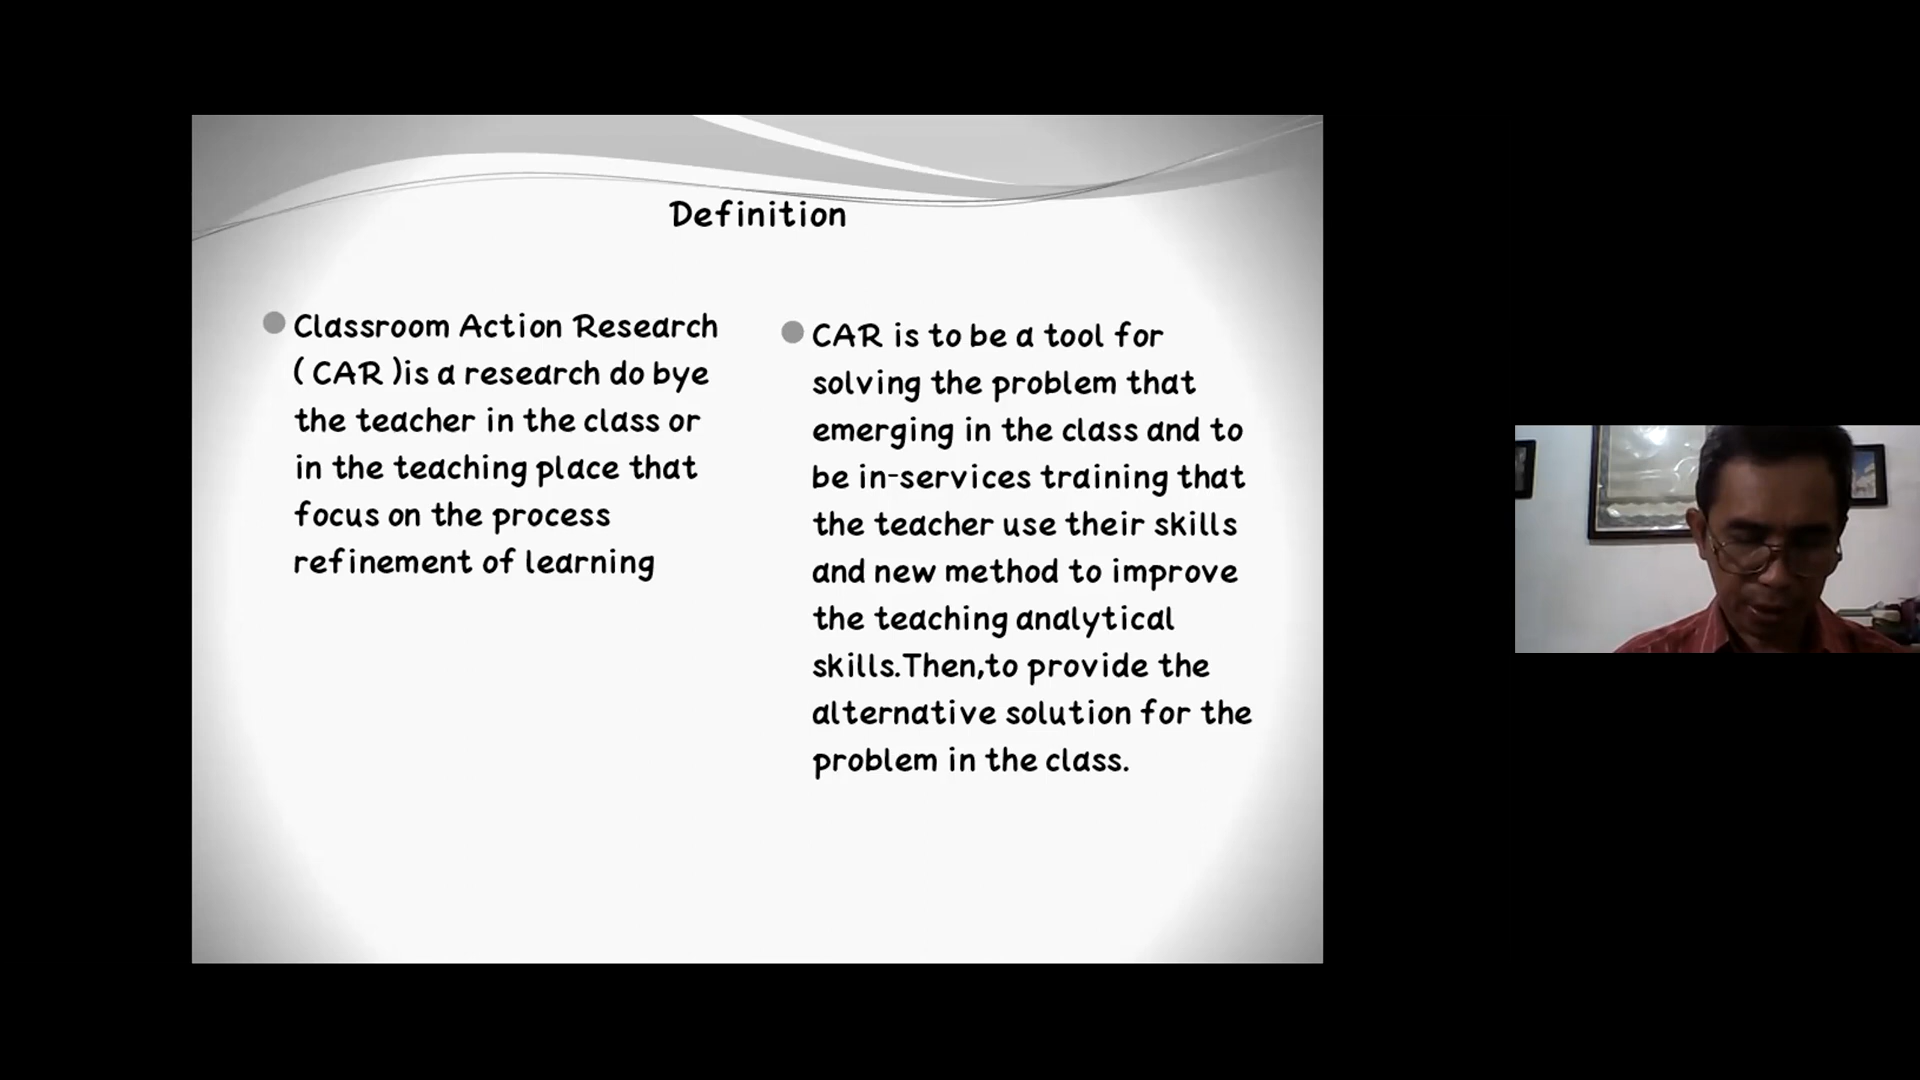 Definition
Classroom Action Research
( CAR )is a research do bye
the teacher in the class or
in the teaching place that
focus on the process
refinement of learning
CAR is to be a tool for
solving the problem that
emerging in the class and to
be in-services training that
the teacher use their skills
and new method to improve
the teaching analytical
skills.Then,to provide the
alternative solution for the
problem in the class.